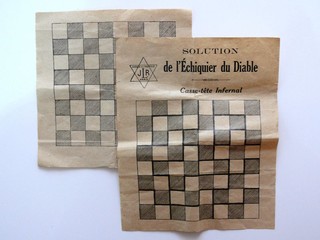 SOLUTION
de l'Échiquier du Diable
JR
Casse-tête Infernal